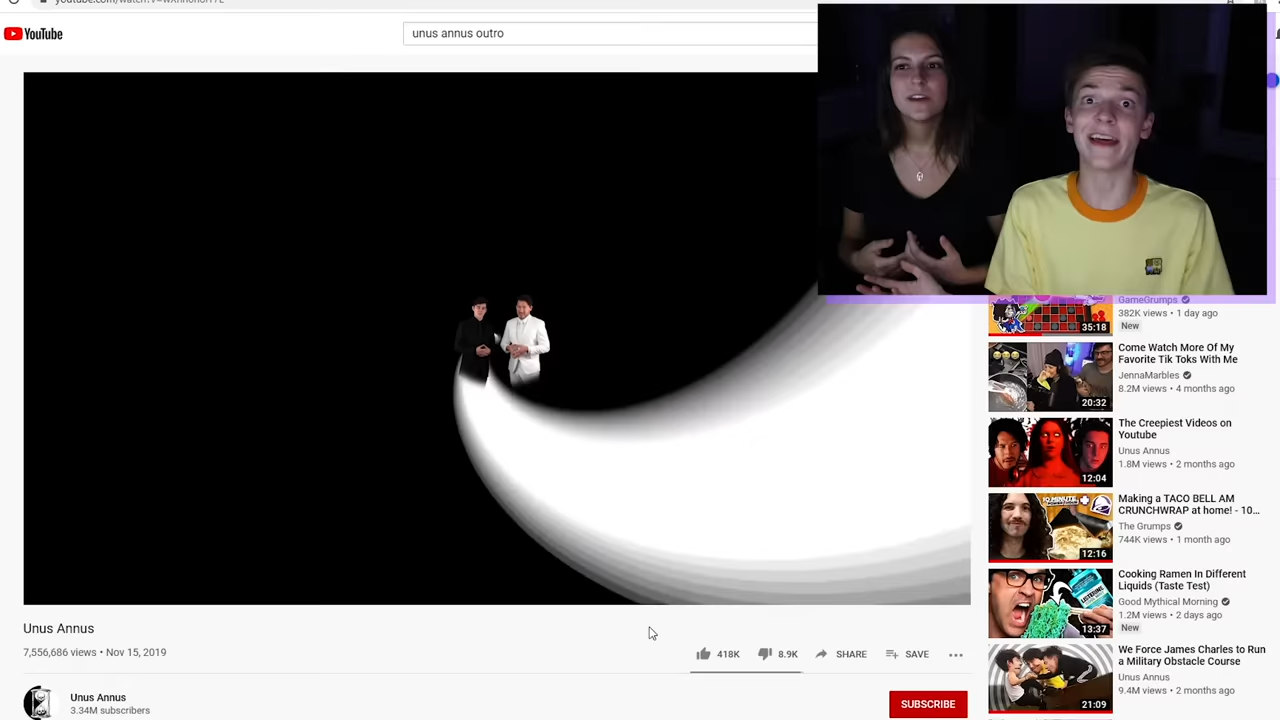 YouTube
unus annus outro
Unus Annus
7,556,686 views • Nov 15, 2019
418K
8.9K
SHARE
SAVE
Unus Annus
3.34M subscribers
SUBSCRIBE
GameGrumps
382K views • 1 day ago
New
35:18
Come Watch More Of My
Favorite Tik Toks With Me
JennaMarbles
8.2M views • 4 months ago
20:32
The Creepiest Videos on
Youtube
Unus Annus
1.8M views • 2 months ago
12:04
Making a TACO BELL AM
CRUNCHWRAP at home! - 10...
The Grumps
744K views • 1 month ago
12:16
Cooking Ramen In Different
Liquids (Taste Test)
Good Mythical Morning
1.2M views • 2 days ago
New
LISTERINE
13:37
We Force James Charles to Run
a Military Obstacle Course
Unus Annus
9.4M views • 2 months ago
21:09